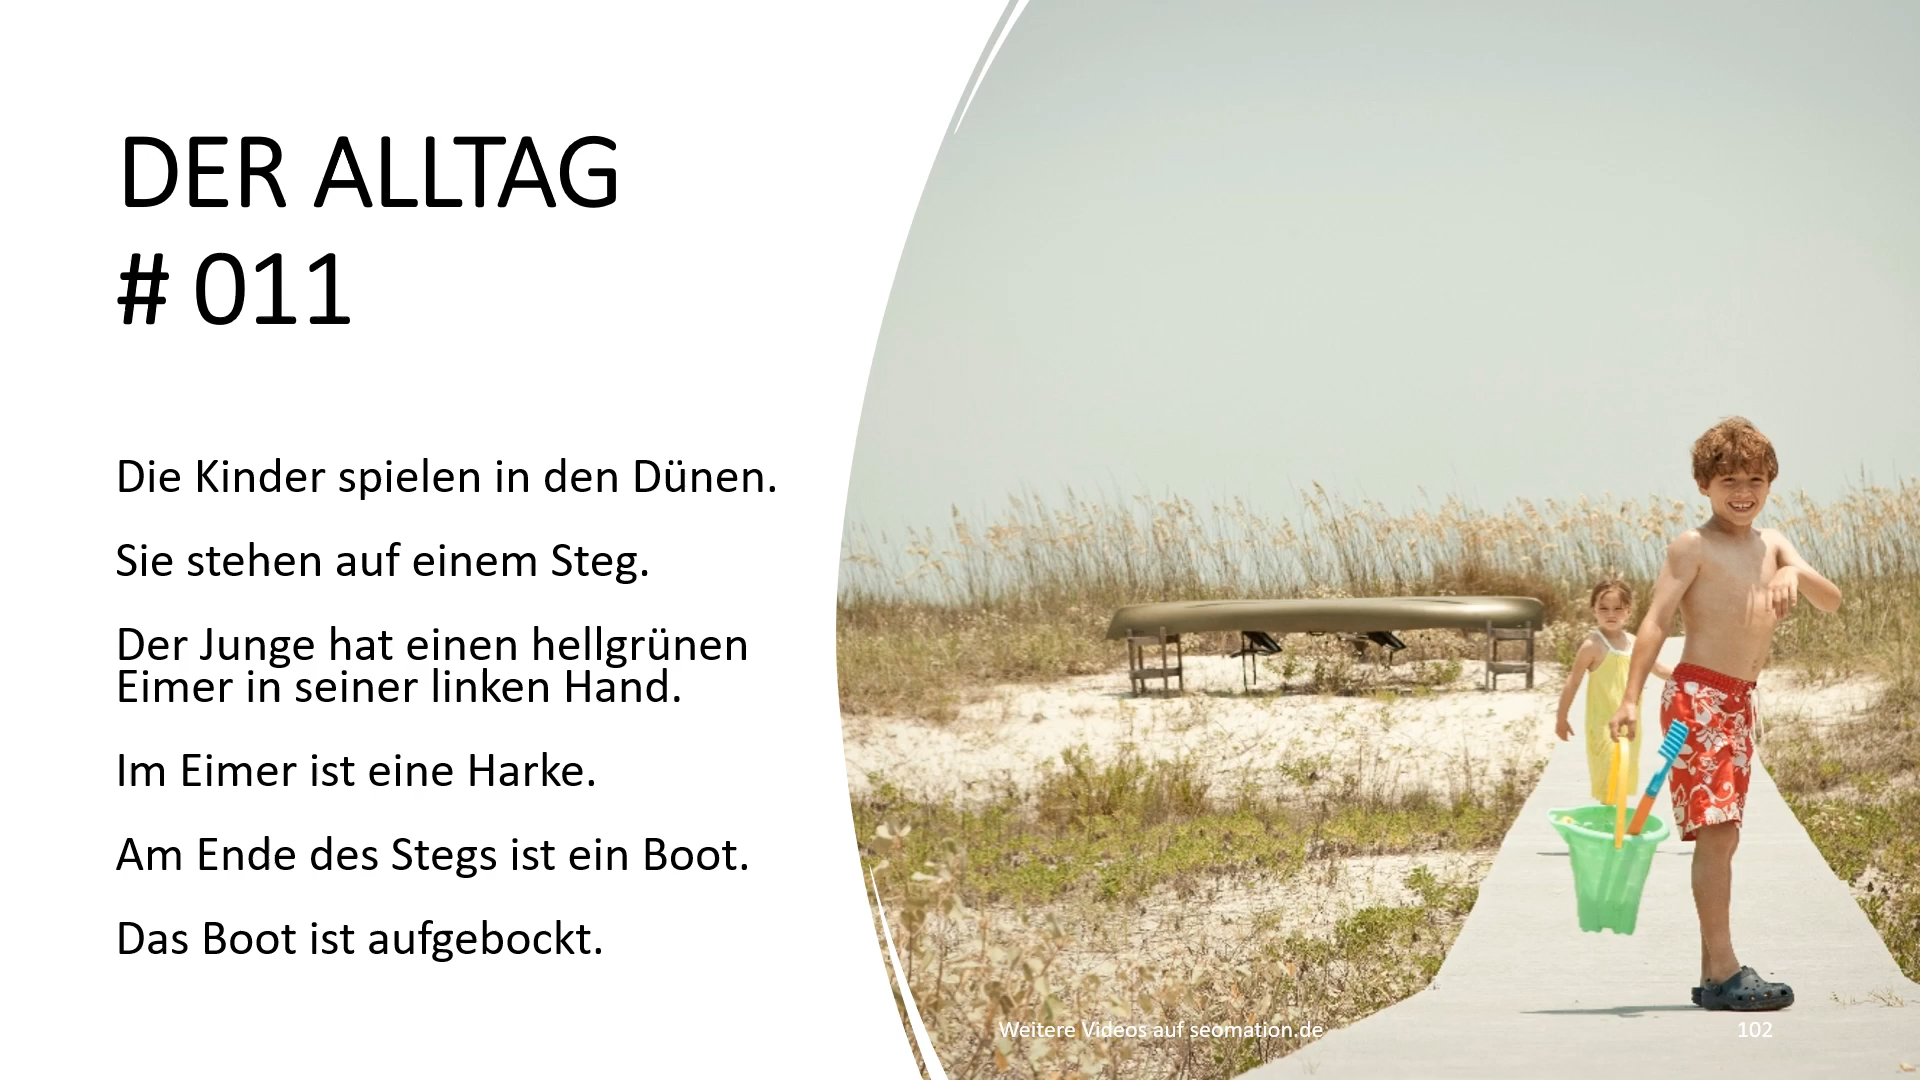 DER ALLTAG
# 011
Die Kinder spielen in den Dünen.
Sie stehen auf einem Steg.
Der Junge hat einen hellgrünen
Eimer in seiner linken Hand.
Im Eimer ist eine Harke.
Am Ende des Stegs ist ein Boot.
Das Boot ist aufgebockt.
Weitere Videos auf seomation.de
102